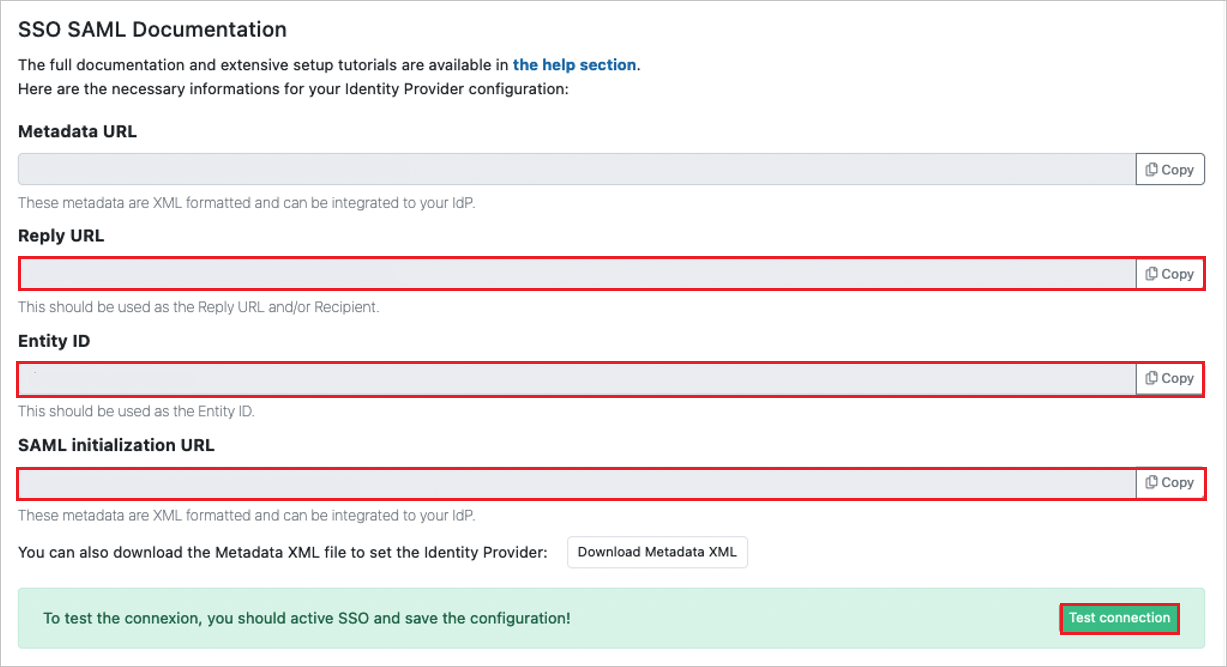 SSO SAML Documentation
The full documentation and extensive setup tutorials are available in the help section.
Here are the necessary informations for your Identity Provider configuration:
Metadata URL
Copy
These metadata are XML formatted and can be integrated to your IdP.
Reply URL
Copy
This should be used as the Reply URL and/or Recipient.
Entity ID
Copy
This should be used as the Entity ID.
SAML initialization URL
Copy
These metadata are XML formatted and can be integrated to your IdP.
You can also download the Metadata XML file to set the Identity Provider: Download Metadata XML
To test the connexion, you should active SSO and save the configuration! Test connection